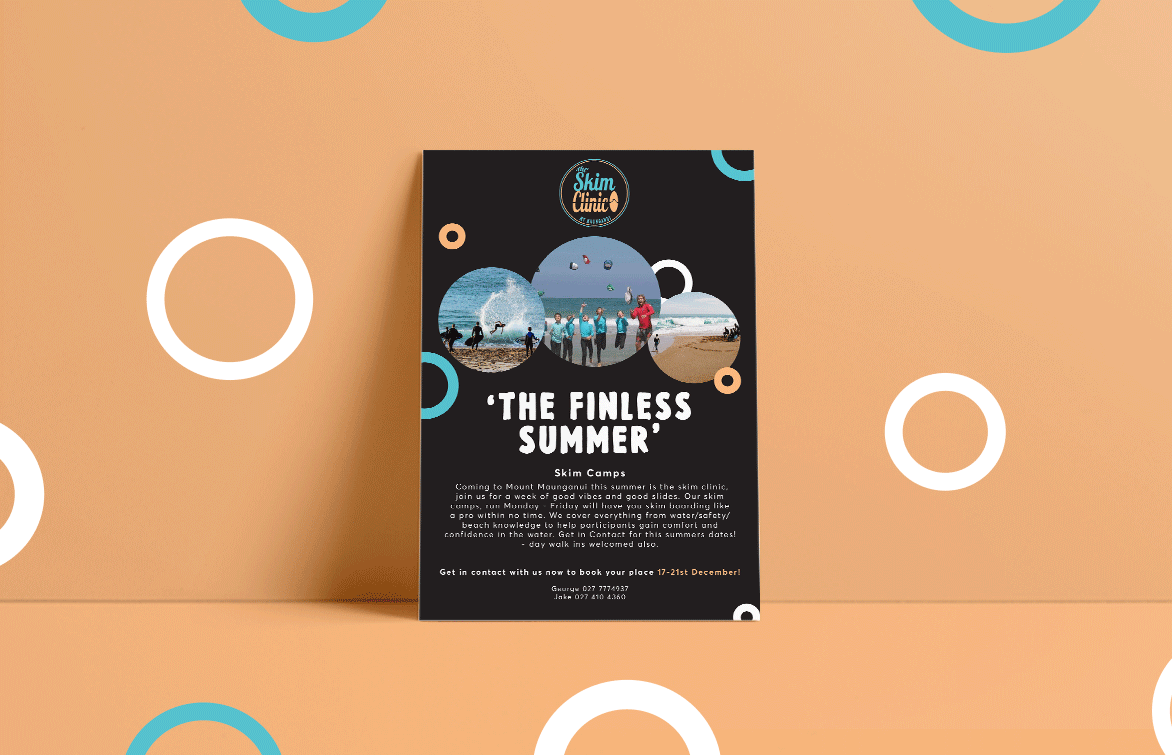 the
Skim
Clinic
MT MAUNGANUI
‘THE FINLESS
SUMMER’
Skim Camps
Coming to Mount Maunganui this summer is the skim clinic,
join us for a week of good vibes and good slides. Our skim
camps, run Monday - Friday will have you skim boarding like
a pro within no time. We cover everything from water/safety/
beach knowledge to help participants gain comfort and
confidence in the water. Get in Contact for this summers dates!
- day walk ins welcomed also.
Get in contact with us now to book your place 17-21st December!
George 027 7774937
Jake 027 410 4360